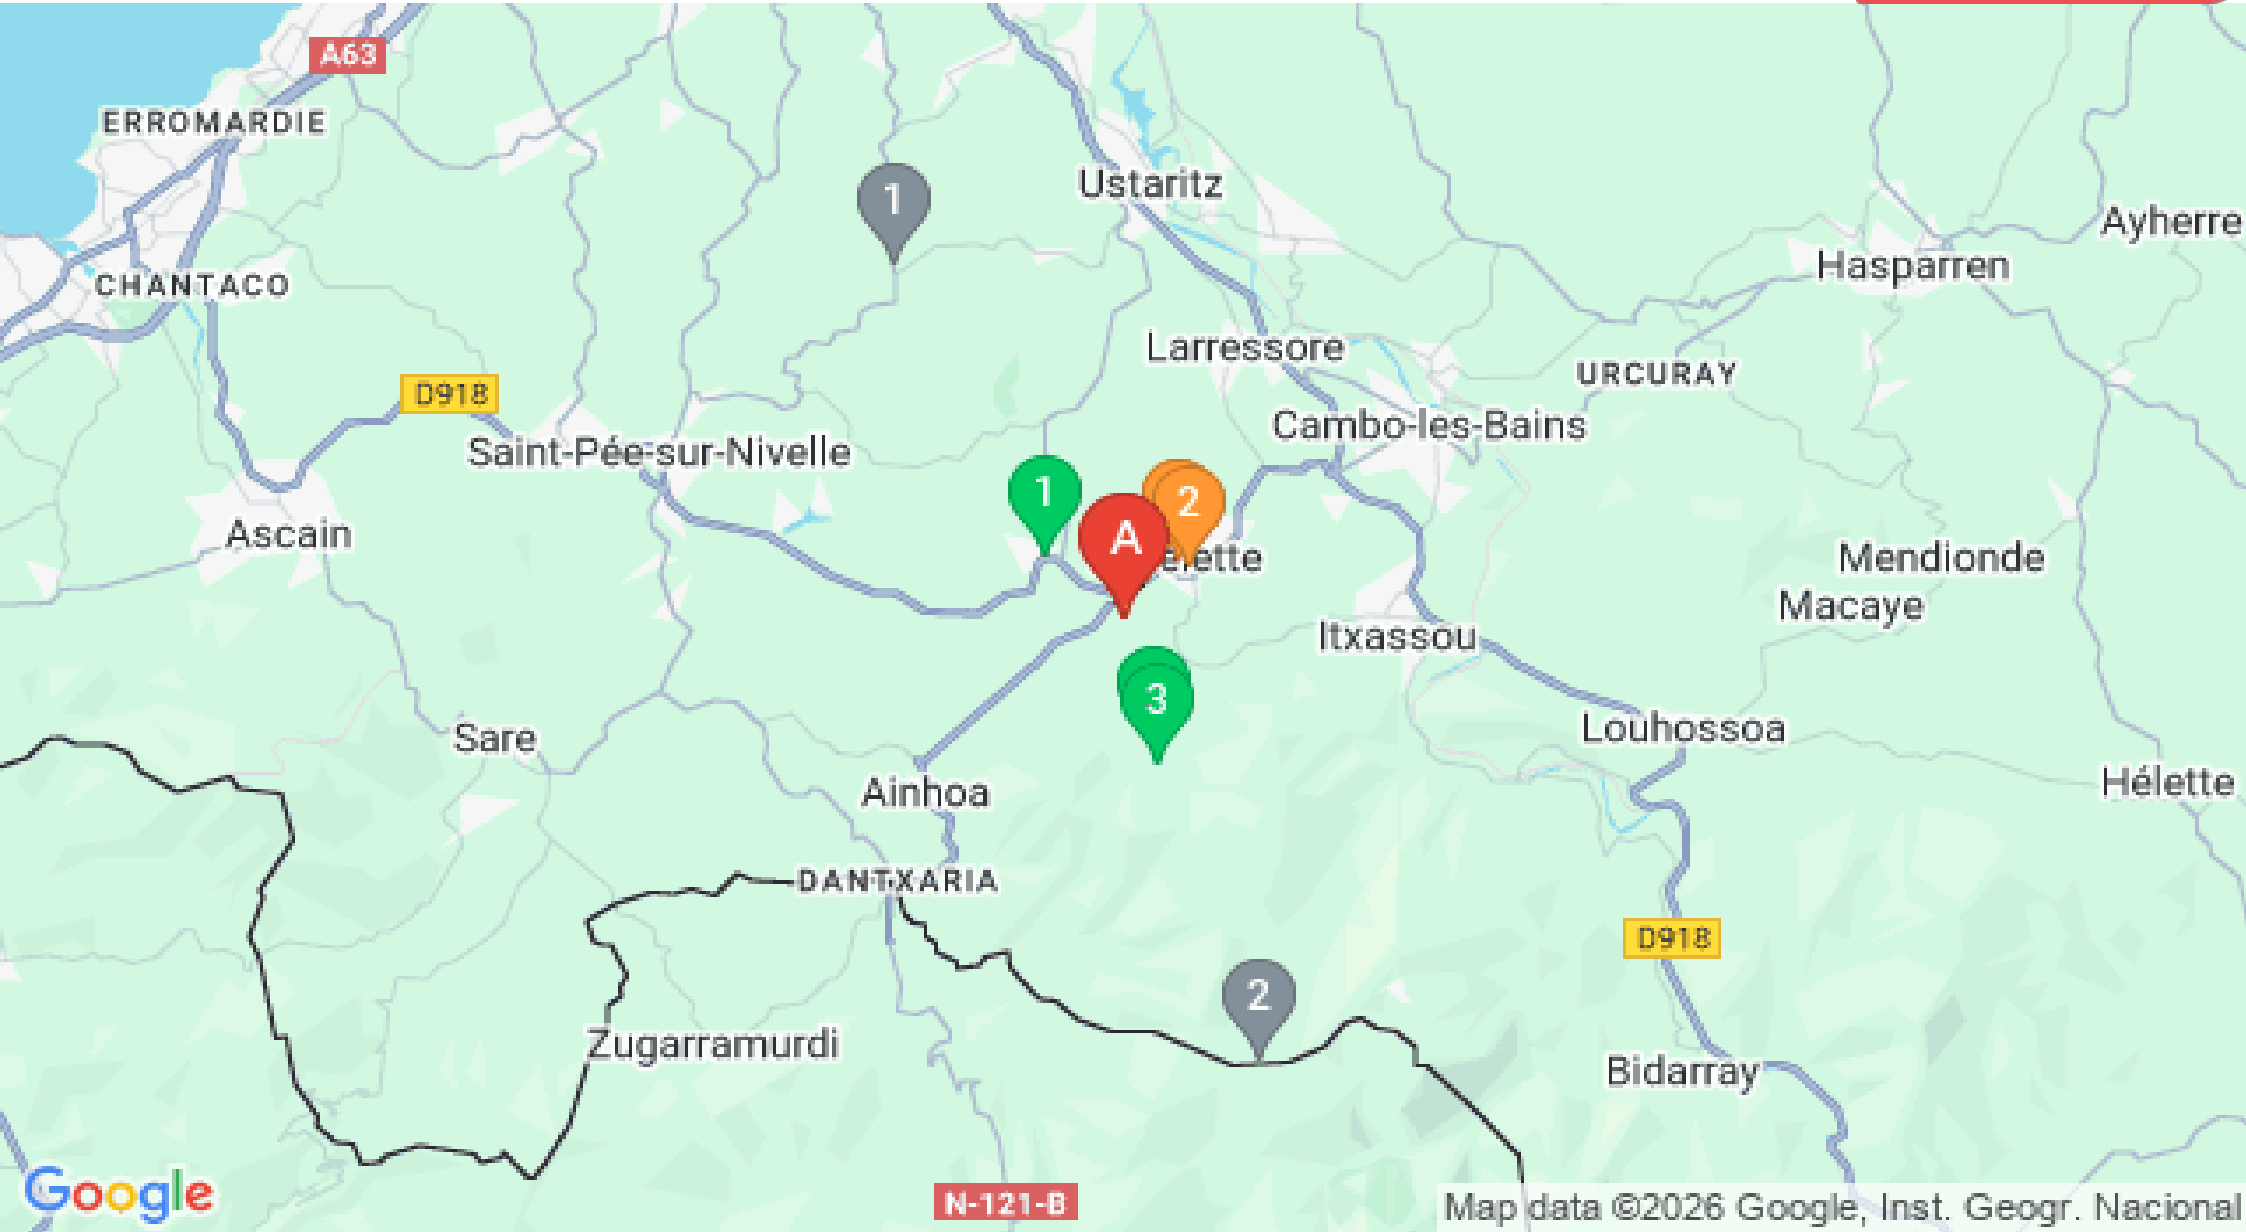 A63
ERROMARDIE
1
Ustaritz
Ayherre
Hasparren
CHANTACO
Larressore
URCURAY
D918
Cambo-les-Bains
Saint-Pée-sur-Nivelle
1
2
A
Ascain
elette
Mendionde
Macaye
Itxassou
3
Louhossoa
Sare
Hélette
Ainhoa
DANTXARIA
D918
2
Zugarramurdi
Bidarray
Google
N-121-B
Map data ©2026 Google, Inst. Geogr. Nacional